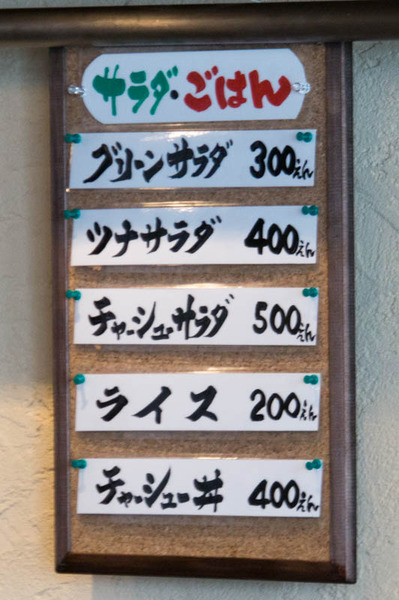 サラダ・ごはん
グリーンサラダ 300えん
ツナサラダ 400えん
チャーシューサラダ 500えん
ライス 200えん
チャーシュー丼 400えん